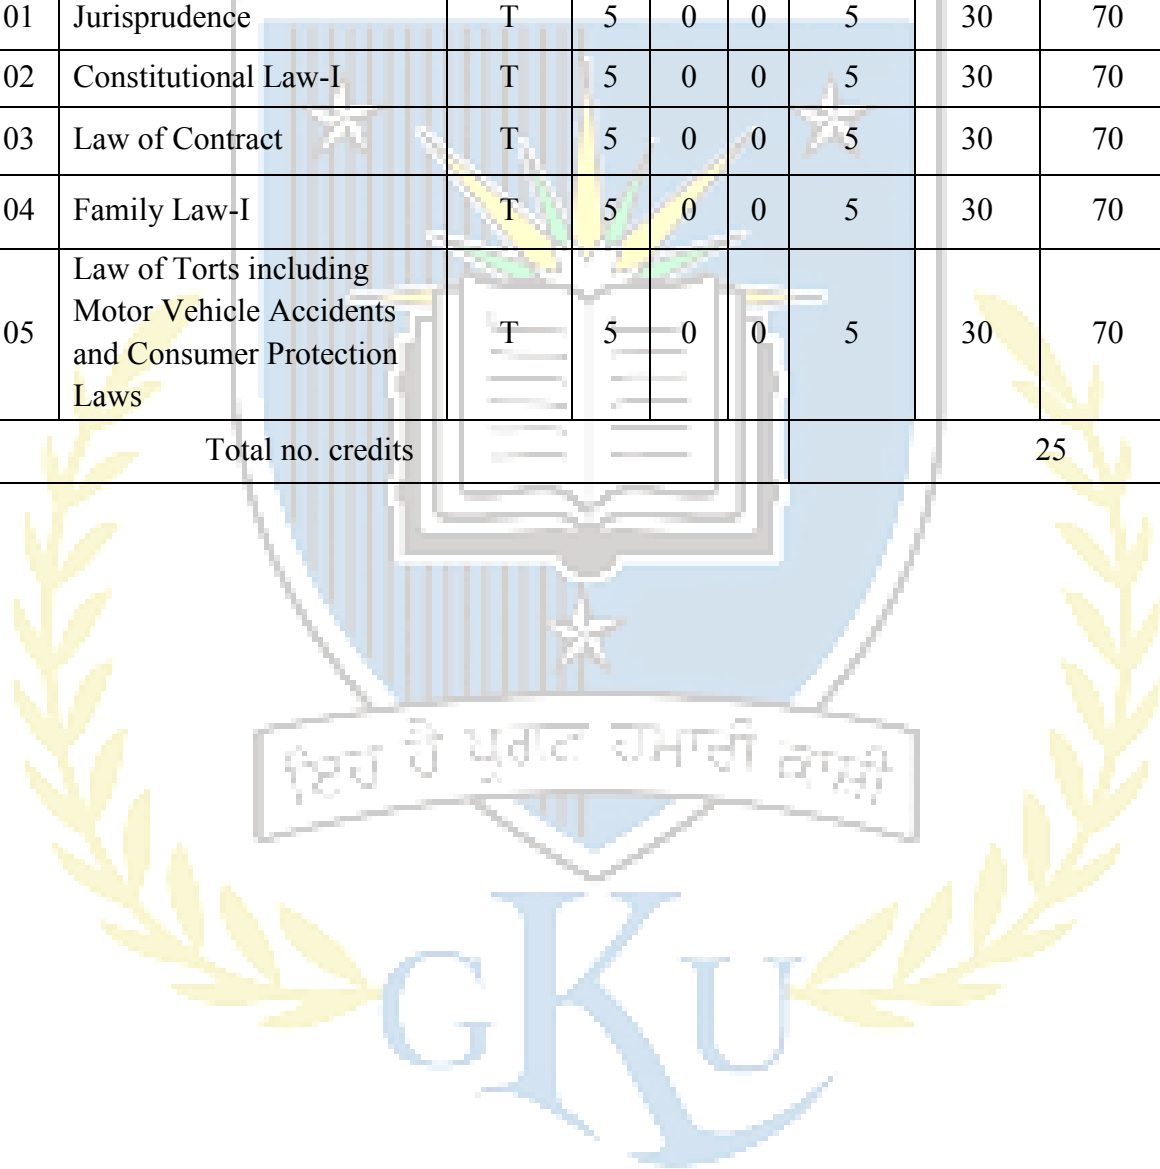 01 Jurisprudence T 5 0 0 5 30 70
02 Constitutional Law-I T 5 0 0 5 30 70
03 Law of Contract T 5 0 0 5 30 70
04 Family Law-I T 5 0 0 5 30 70
Law of Torts including
Motor Vehicle Accidents
05 T 5 0 0 5 30 70
and Consumer Protection
Laws
Total no. credits 25
ਇਹ ਹੈ ਪ੍ਰਗਟ ਹਮਾਰੀ ਕਾਸ਼ੀ
GKU